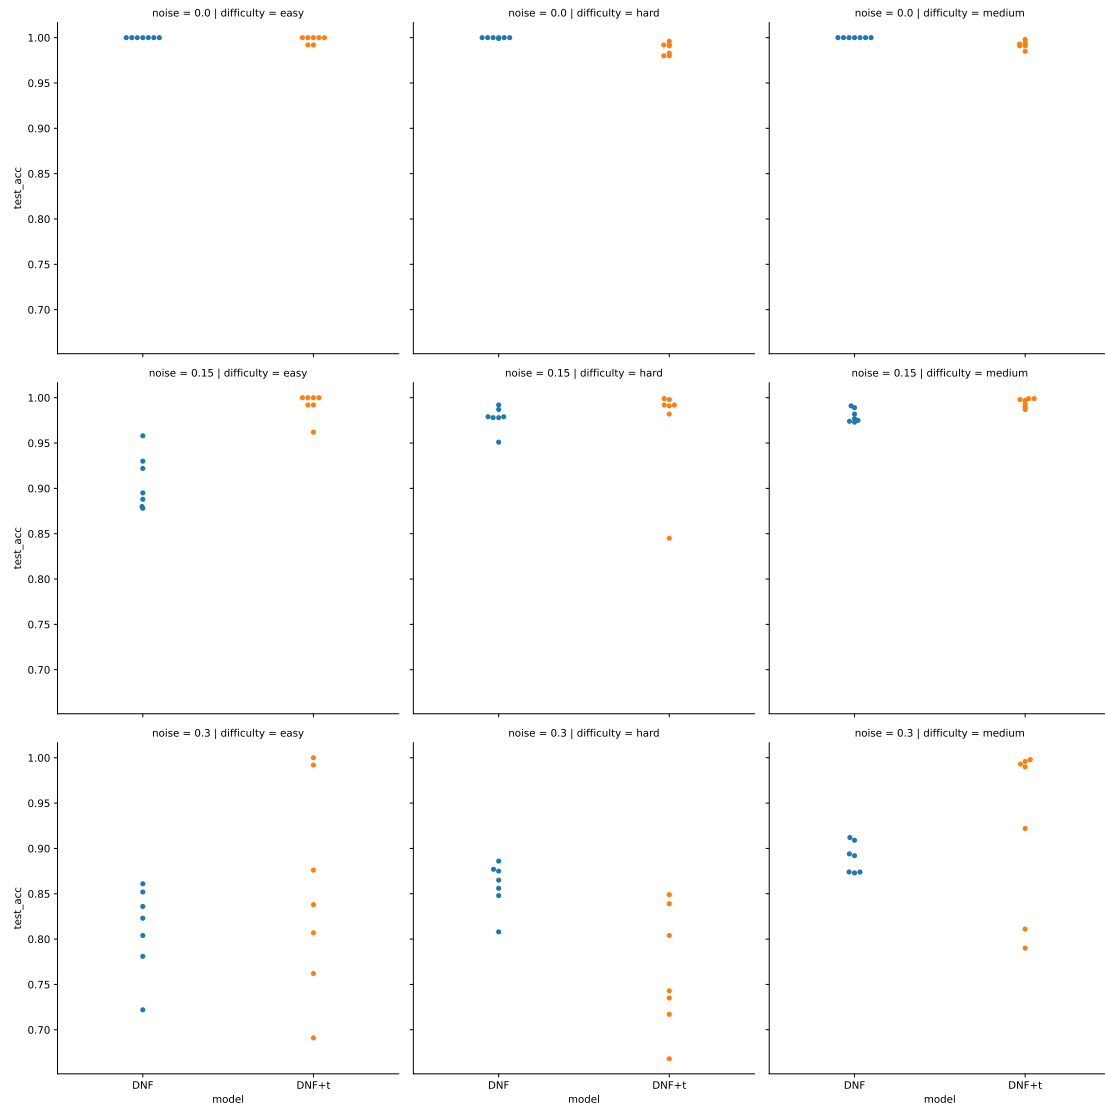 noise = 0.0 | difficulty = easy
noise = 0.0 | difficulty = hard
noise = 0.0 | difficulty = medium
1.00
0.95
0.90
0.85
0.80
0.75
0.70
test_acc
noise = 0.15 | difficulty = easy
noise = 0.15 | difficulty = hard
noise = 0.15 | difficulty = medium
1.00
0.95
0.90
0.85
0.80
0.75
0.70
test_acc
noise = 0.3 | difficulty = easy
noise = 0.3 | difficulty = hard
noise = 0.3 | difficulty = medium
1.00
0.95
0.90
0.85
0.80
0.75
0.70
test_acc
DNF DNF+t
model
DNF DNF+t
model
DNF DNF+t
model